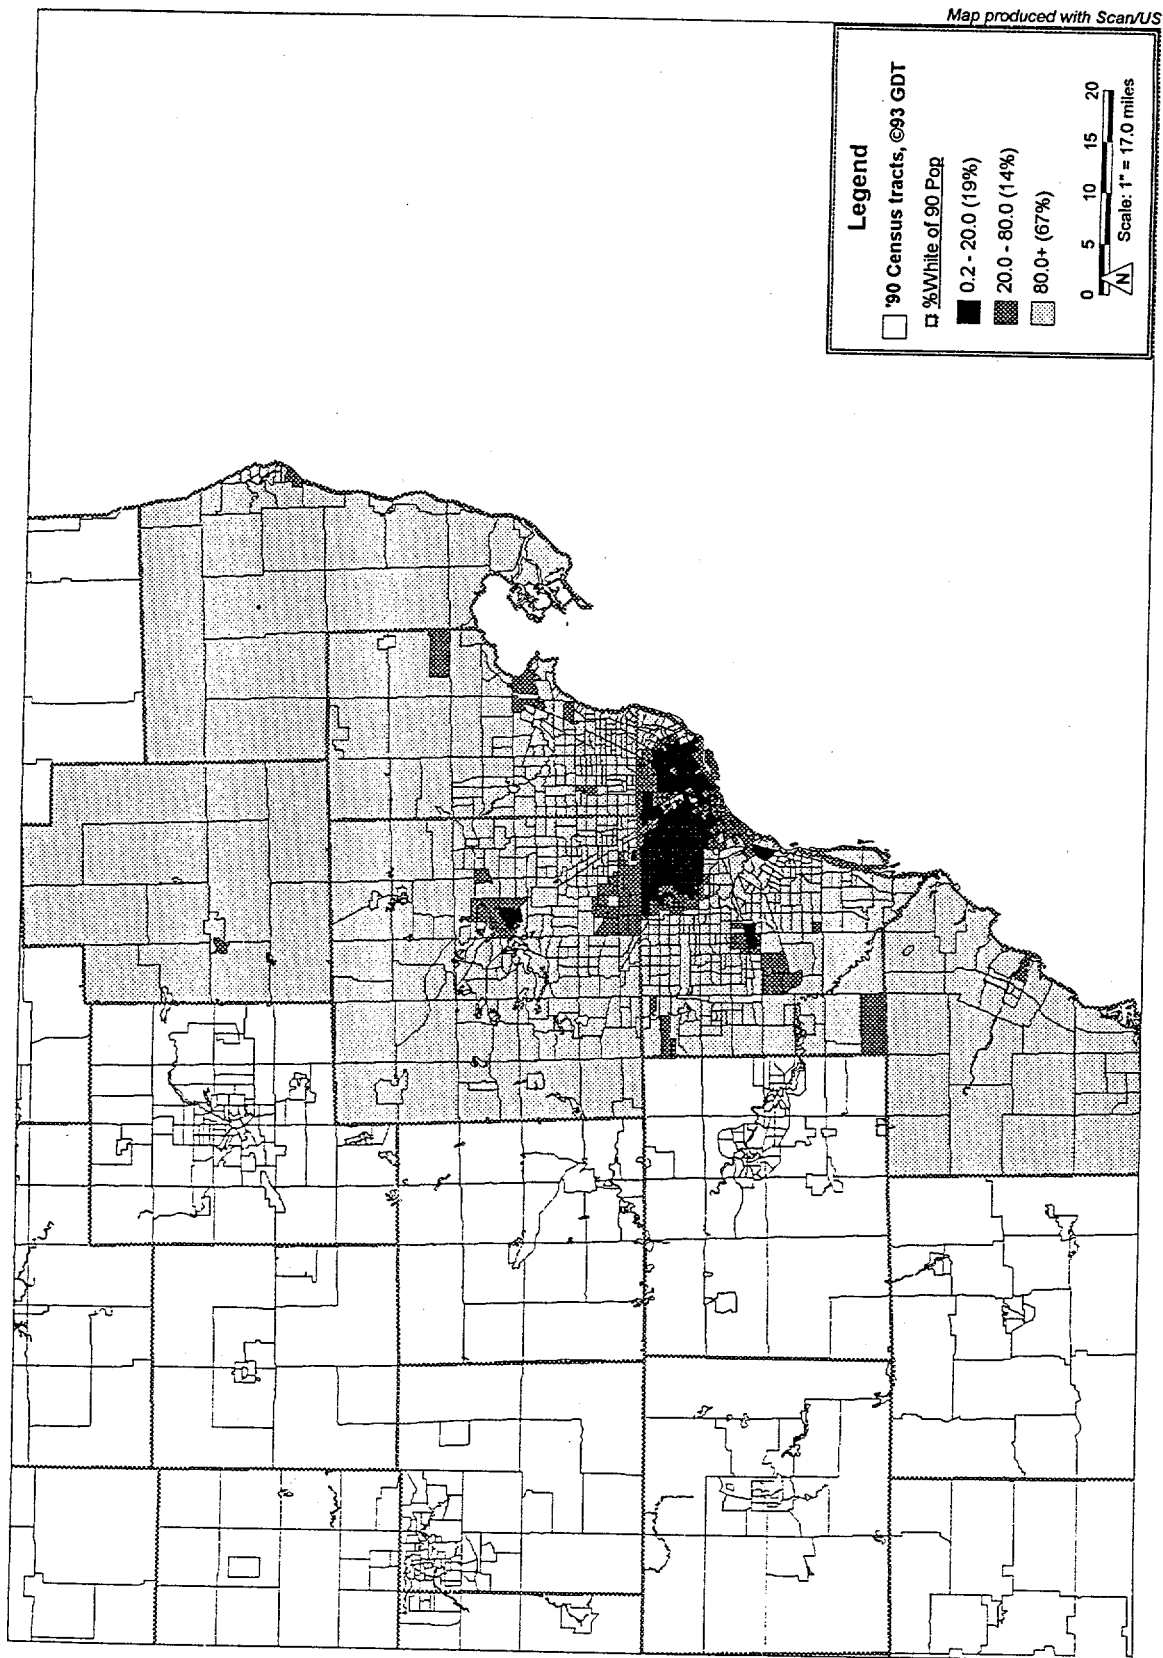 Map produced with Scan/US
Legend
'90 Census tracts, ©93 GDT
%White of 90 Pop
0.2 - 20.0 (19%)
20.0 - 80.0 (14%)
80.0+ (67%)
0 5 10 15 20
N
Scale: 1" = 17.0 miles